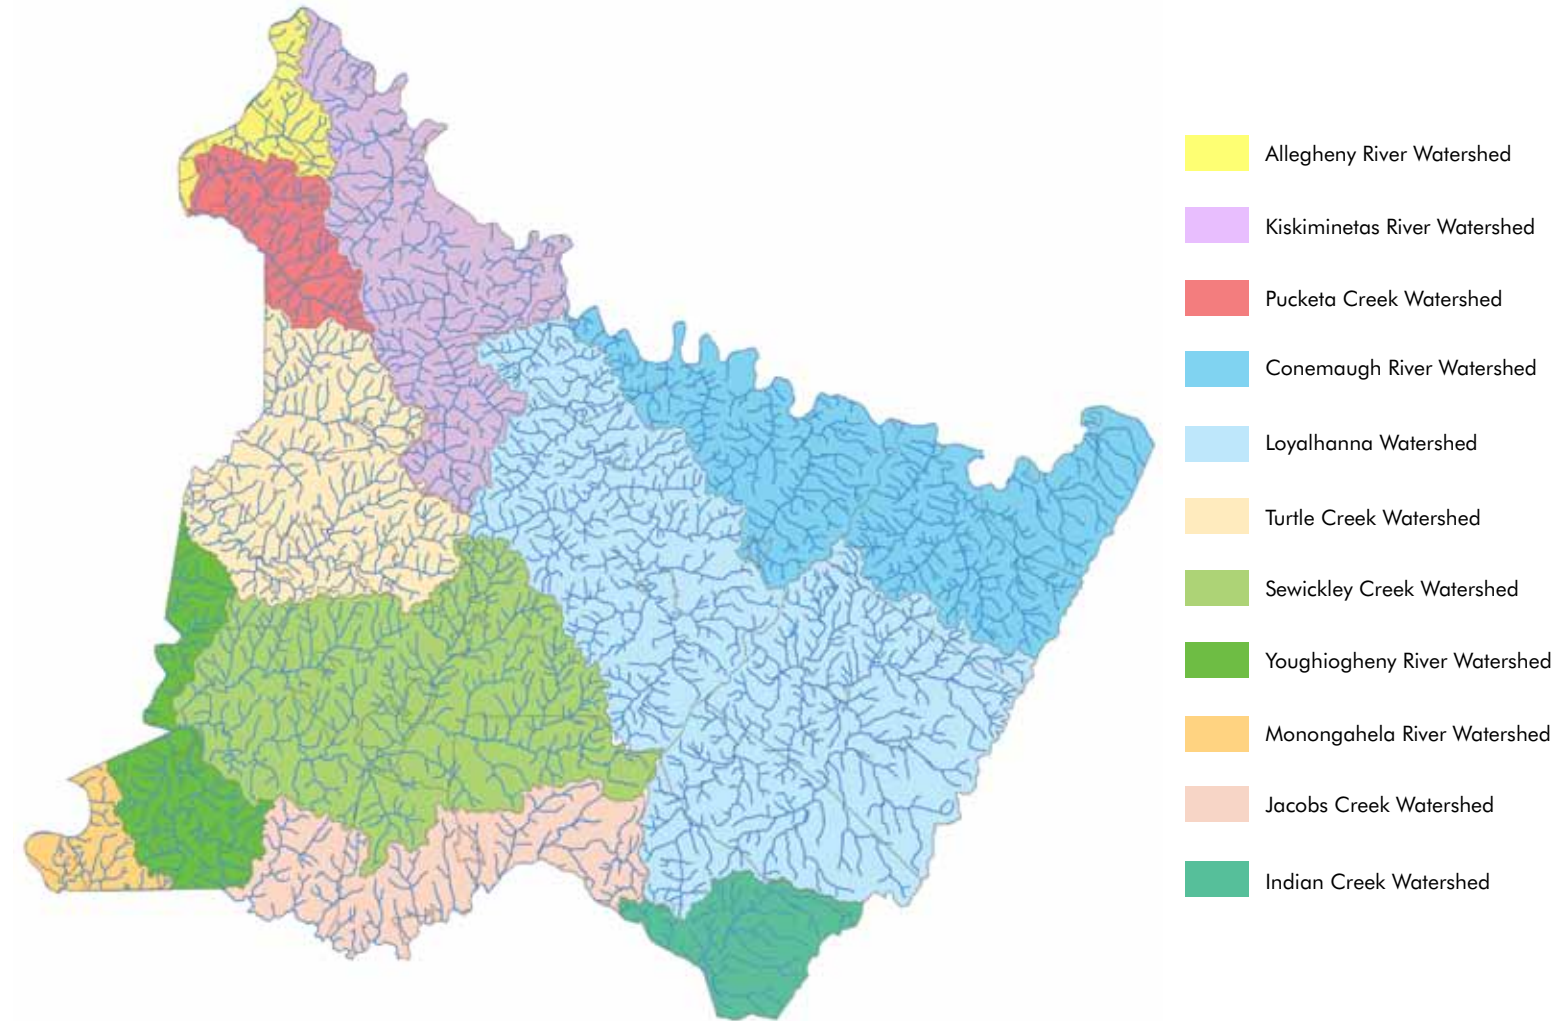 Allegheny River Watershed
Kiskiminetas River Watershed
Pucketa Creek Watershed
Conemaugh River Watershed
Loyalhanna Watershed
Turtle Creek Watershed
Sewickley Creek Watershed
Youghiogheny River Watershed
Monongahela River Watershed
Jacobs Creek Watershed
Indian Creek Watershed